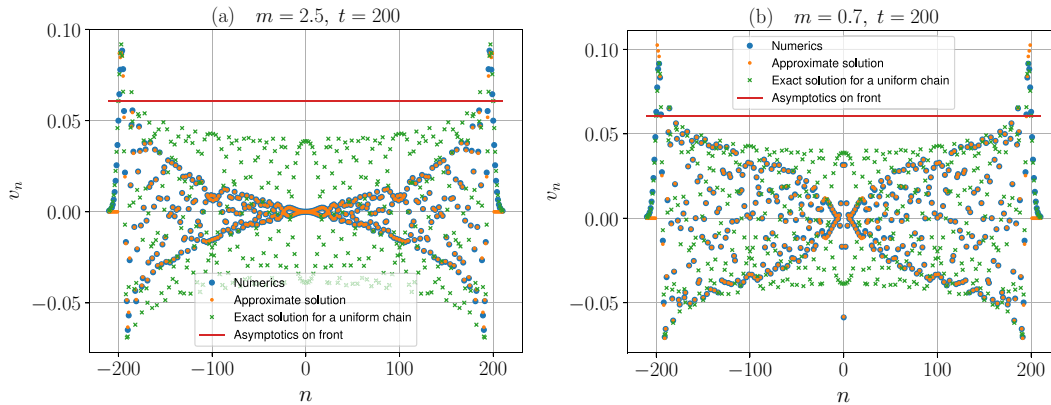 (a) m = 2.5, t = 200
0.10
0.05
0.00
−0.05
v_n
−200 −100 0 100 200
n
Numerics
Approximate solution
Exact solution for a uniform chain
Asymptotics on front
(b) m = 0.7, t = 200
0.10
0.05
0.00
−0.05
v_n
−200 −100 0 100 200
n
Numerics
Approximate solution
Exact solution for a uniform chain
Asymptotics on front